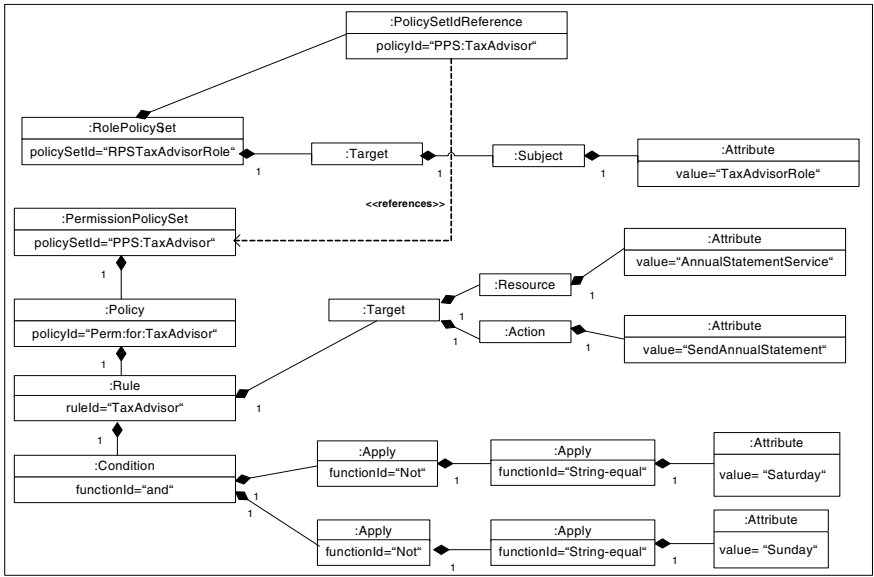 :PolicySetIdReference
policyId="PPS:TaxAdvisor"
:RolePolicySet
policySetId="RPSTaxAdvisorRole"
1
:Target
1
:Subject
1
:Attribute
value="TaxAdvisorRole"
<<references>>
:PermissionPolicySet
policySetId="PPS:TaxAdvisor"
1
:Policy
policyId="Perm:for:TaxAdvisor"
1
:Rule
ruleId="TaxAdvisor"
1
:Target
1
:Resource
1
:Attribute
value="AnnualStatementService"
1
:Action
1
:Attribute
value="SendAnnualStatement"
1
:Condition
functionId="and"
1
:Apply
functionId="Not"
1
:Apply
functionId="String-equal"
1
:Attribute
value= "Saturday"
1
:Apply
functionId="Not"
1
:Apply
functionId="String-equal"
1
:Attribute
value= "Sunday"